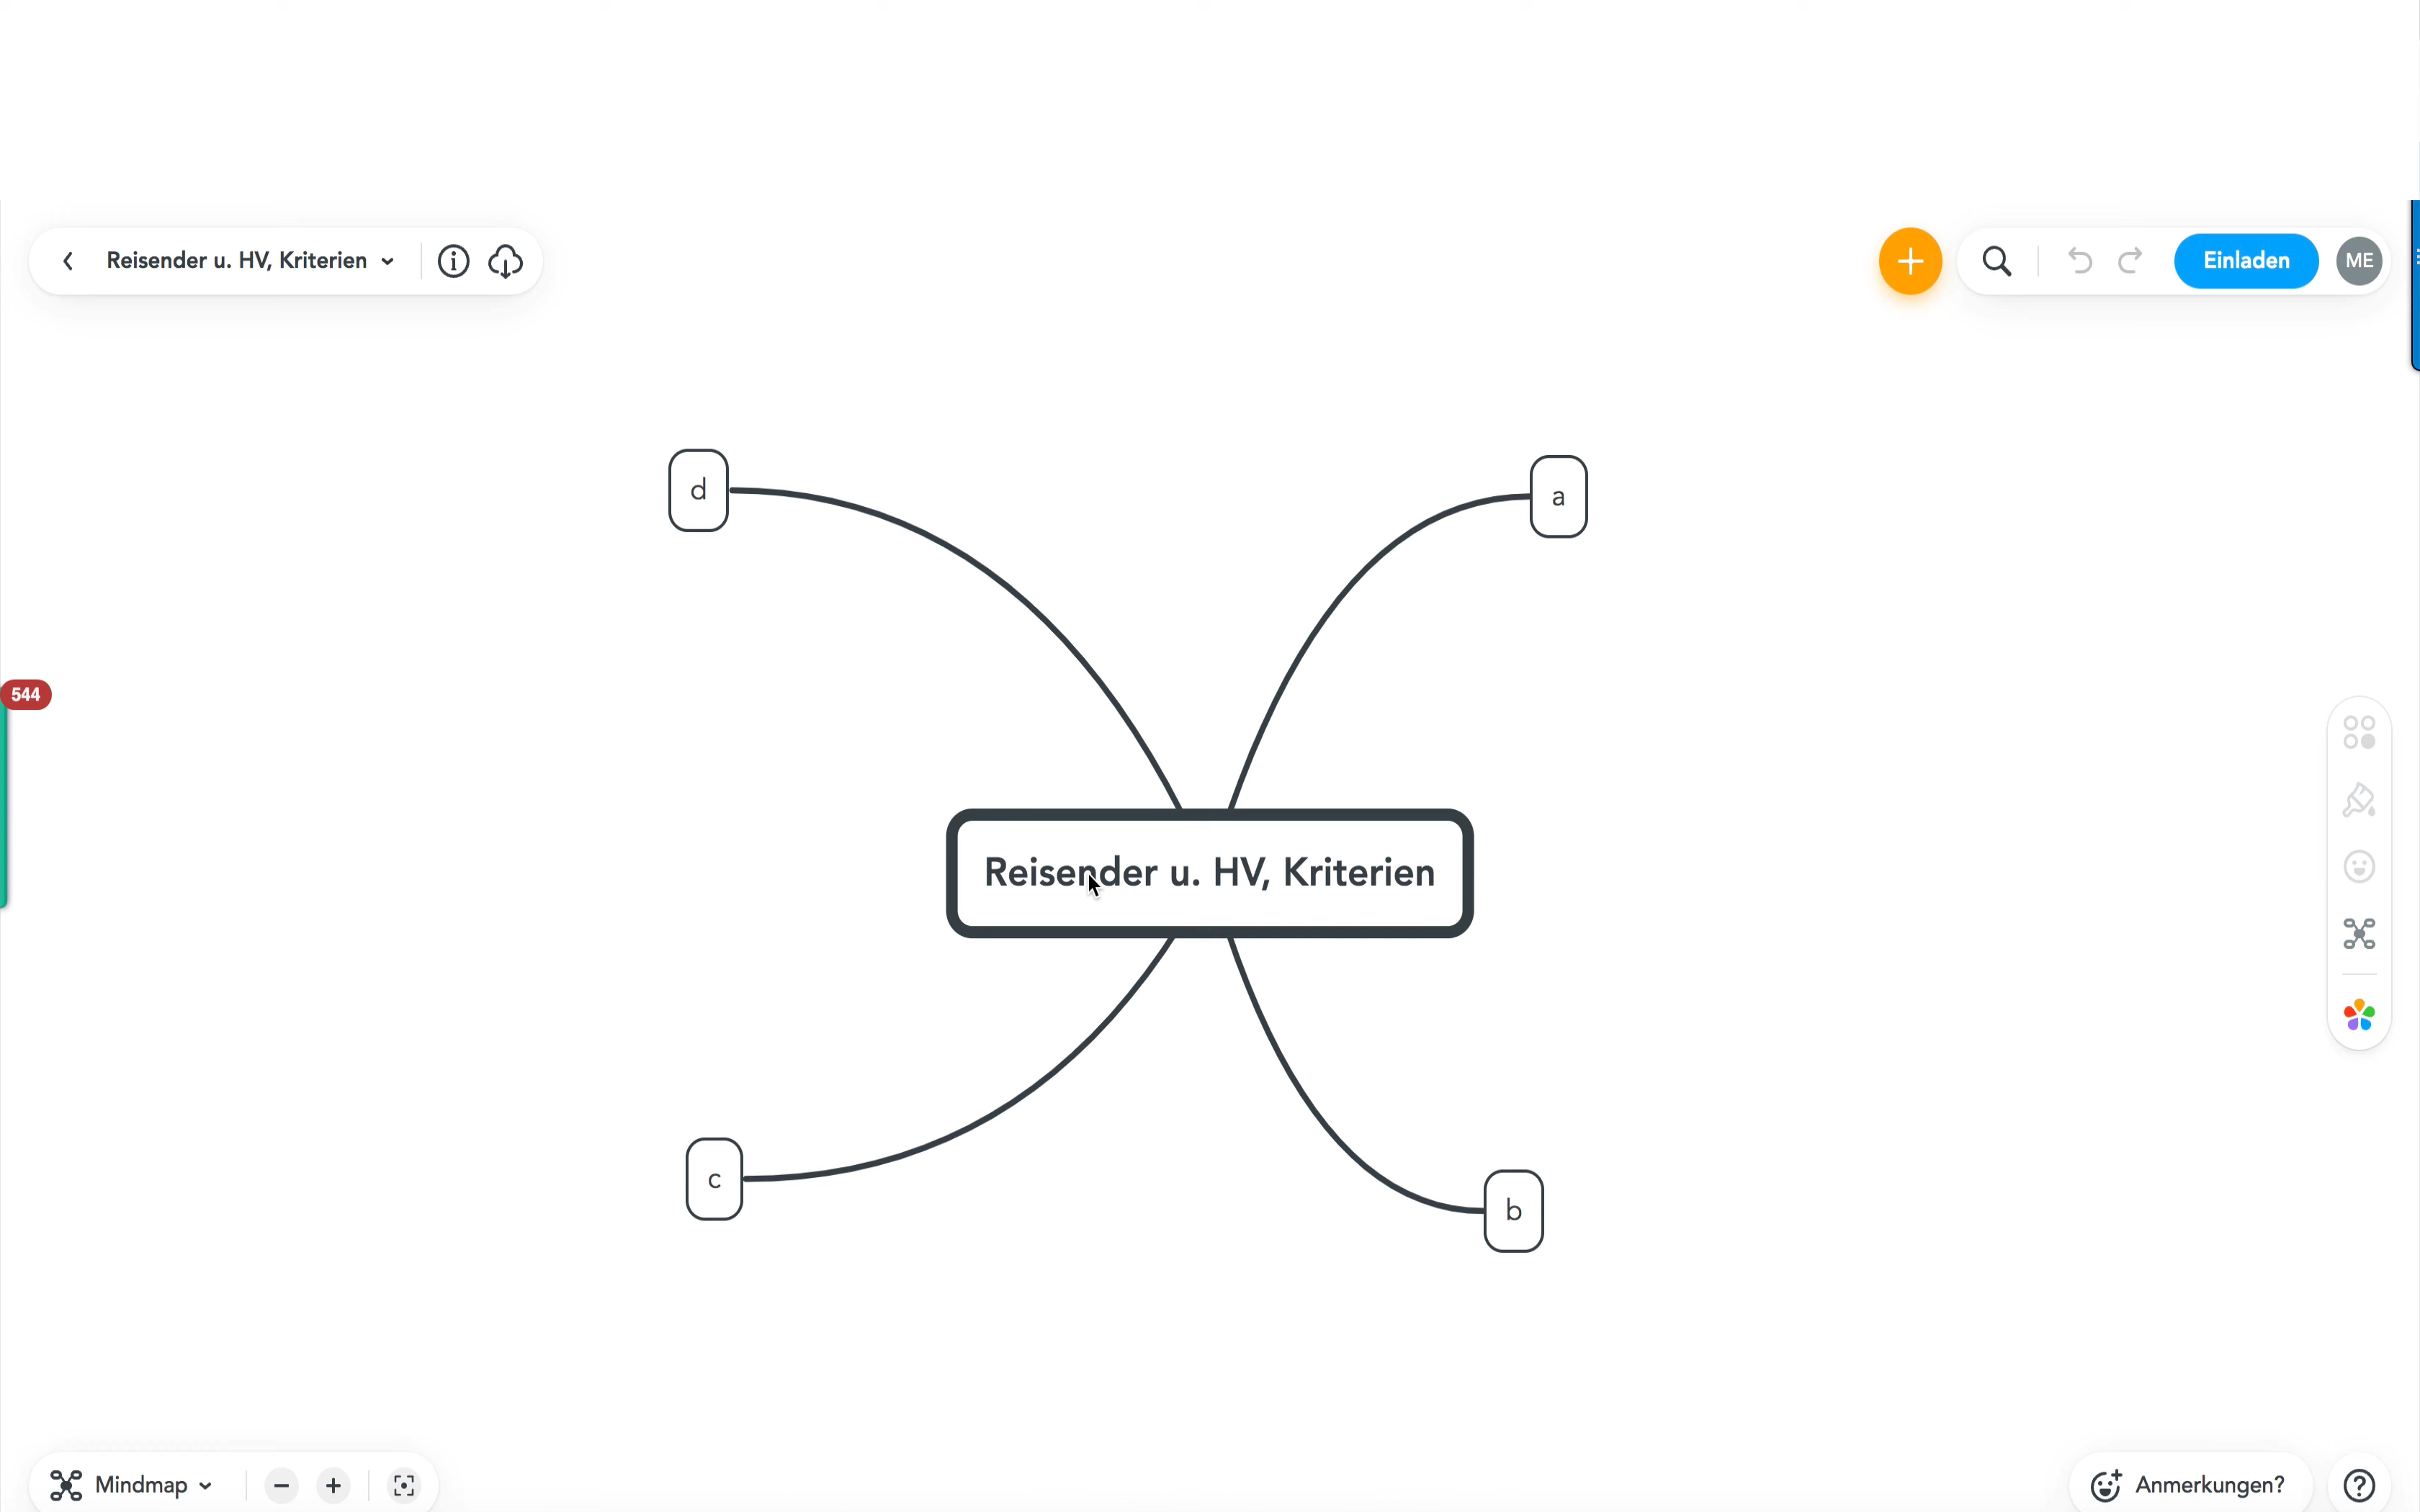 Reisender u. HV, Kriterien
Einladen
ME
d
a
544
Reisender u. HV, Kriterien
c
b
Mindmap
Anmerkungen?